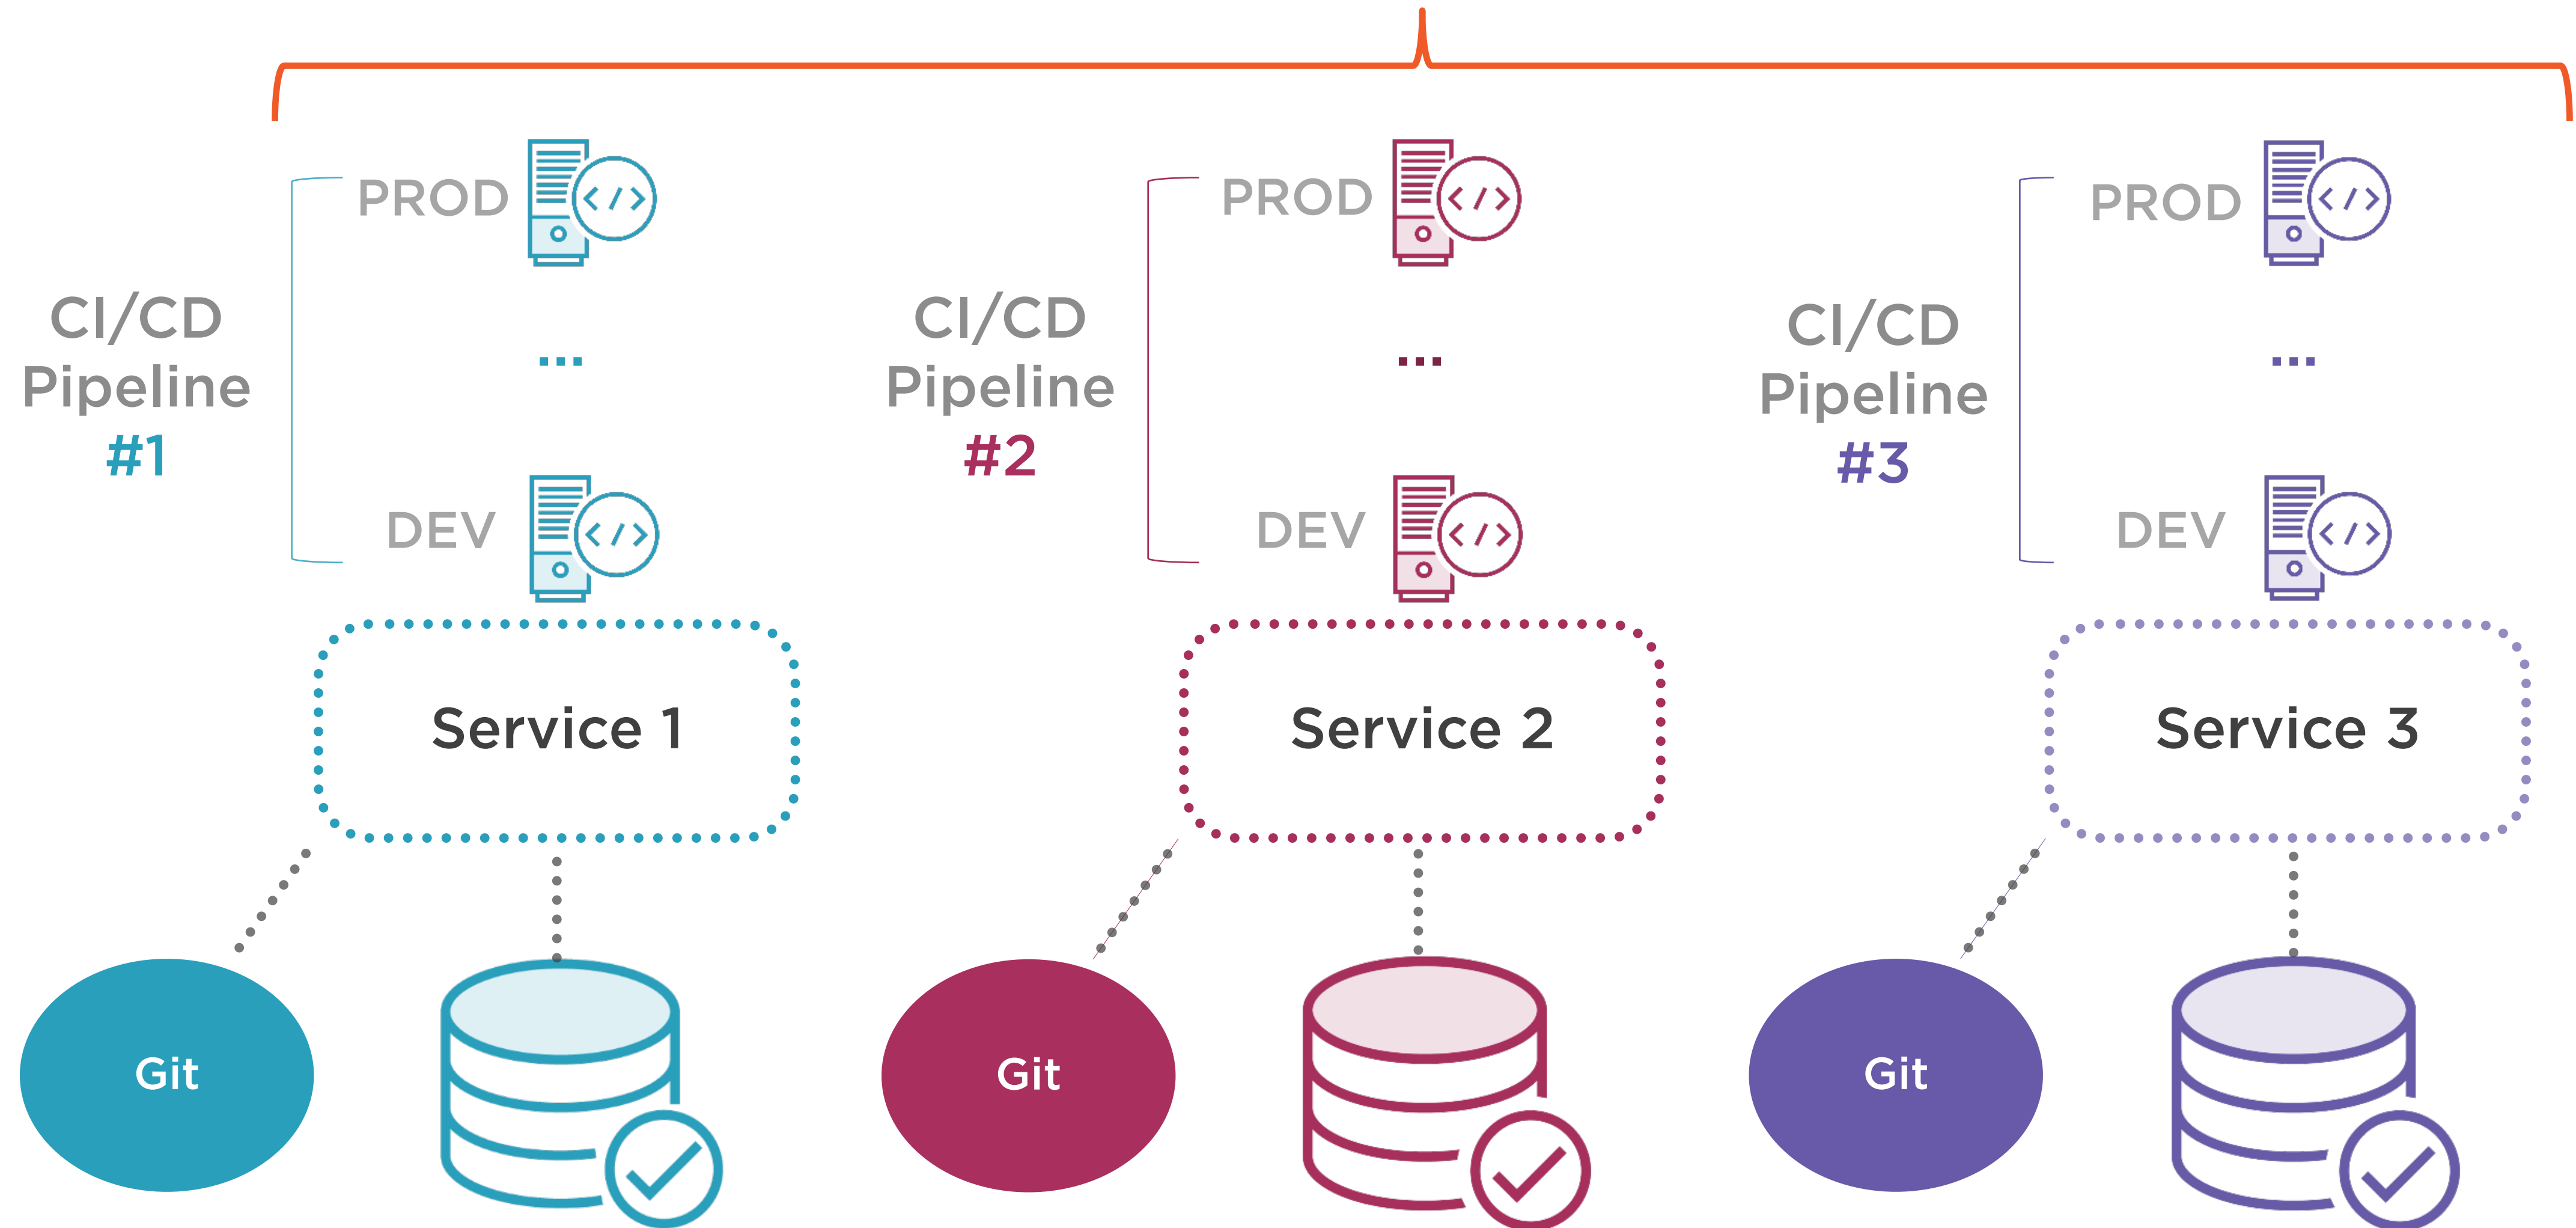 PROD
CI/CD
Pipeline
#1
...
DEV
Service 1
Git
PROD
CI/CD
Pipeline
#2
...
DEV
Service 2
Git
PROD
CI/CD
Pipeline
#3
...
DEV
Service 3
Git